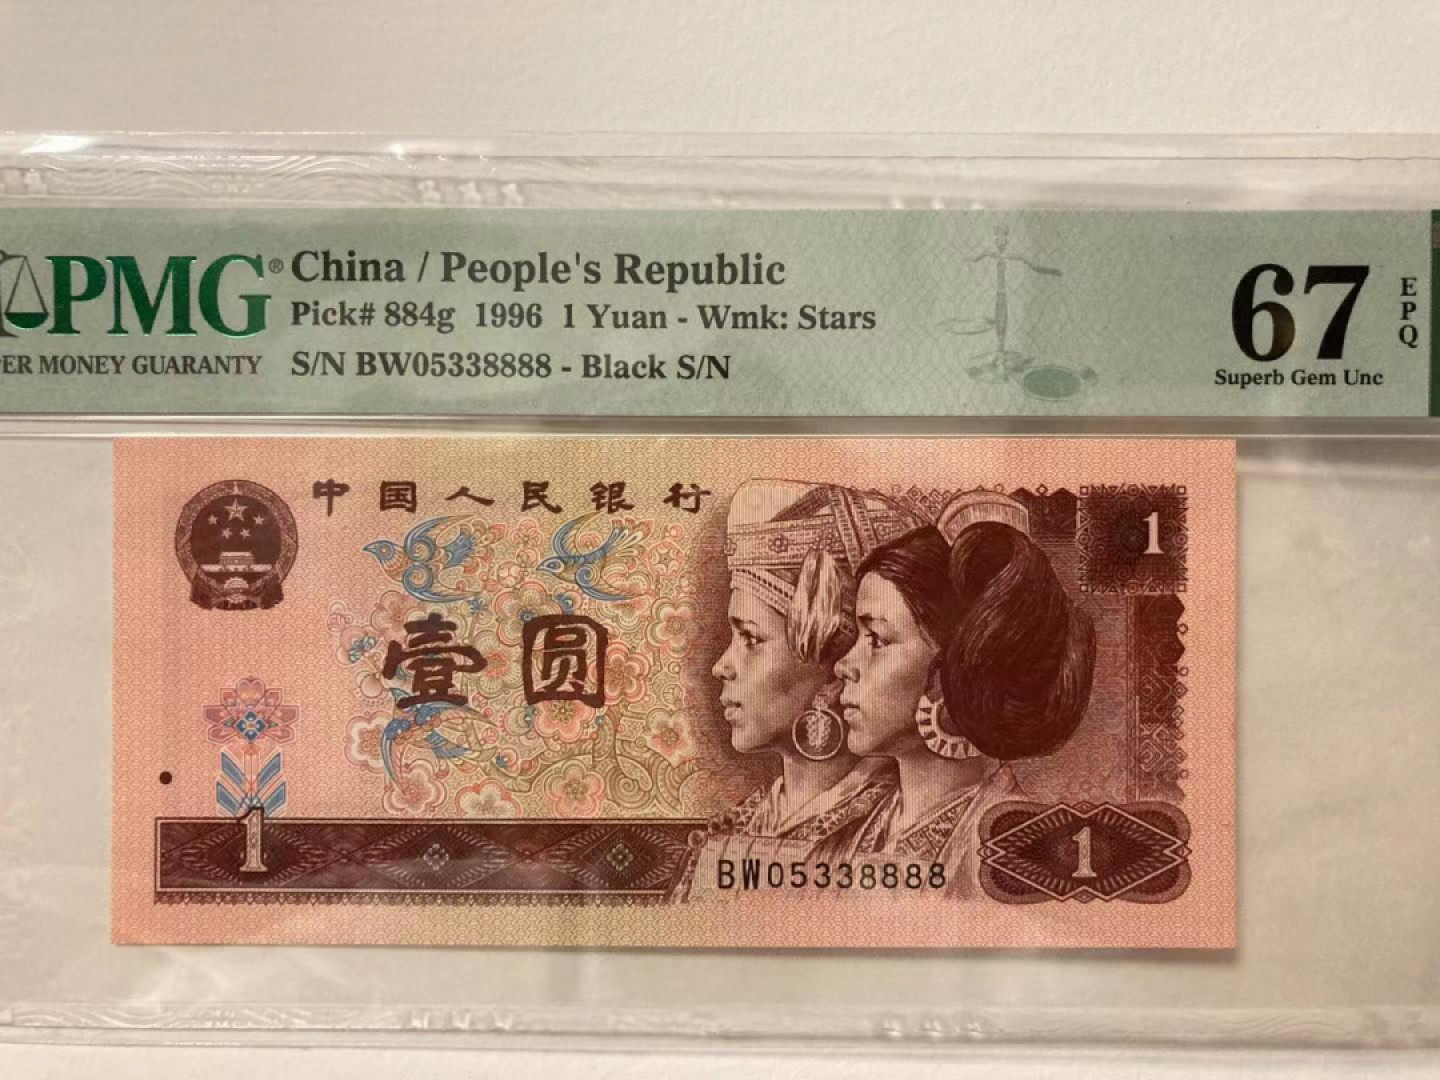 PMG®
ER MONEY GUARANTY
China / People's Republic
Pick# 884g 1996 1 Yuan - Wmk: Stars
S/N BW05338888 - Black S/N
67
EPQ
Superb Gem Unc
中国人民银行
1
壹圆
1
BW05338888
1